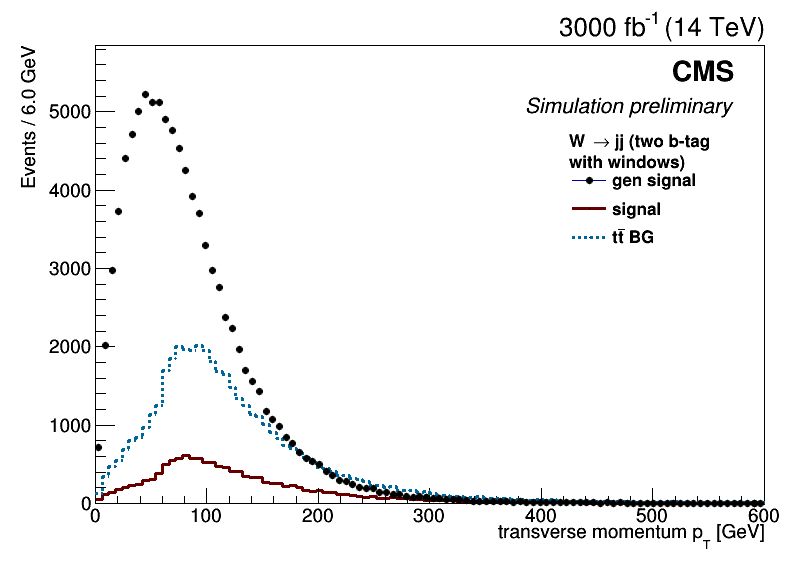 3000 fb-1 (14 TeV)
CMS
Simulation preliminary
W → jj (two b-tag
with windows)
gen signal
signal
tt̄ BG
Events / 6.0 GeV
5000
4000
3000
2000
1000
0
0 100 200 300 400 500 600
transverse momentum pT [GeV]